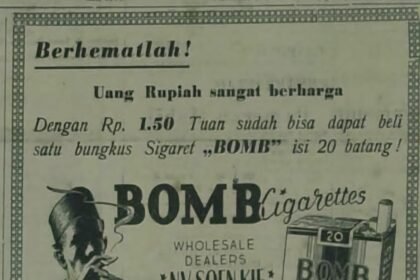 Berhematlah!
Uang Rupiah sangat berharga
Dengan Rp. 1.50 Tuan sudah bisa dapat beli
satu bungkus Sigaret „BOMB” isi 20 batang!
BOMB Cigarettes
20
WHOLESALE
DEALERS
BOMB